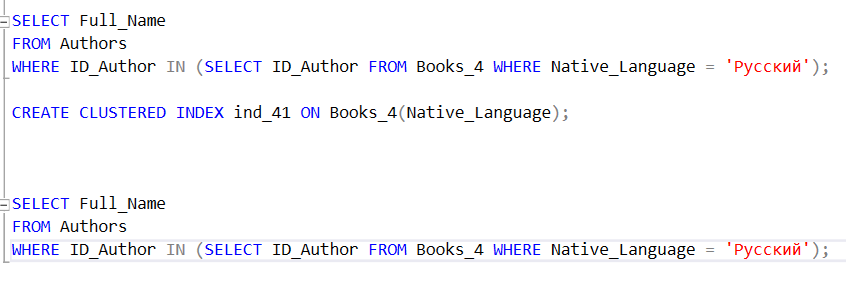 SELECT Full_Name
FROM Authors
WHERE ID_Author IN (SELECT ID_Author FROM Books_4 WHERE Native_Language = 'Русский');
CREATE CLUSTERED INDEX ind_41 ON Books_4(Native_Language);
SELECT Full_Name
FROM Authors
WHERE ID_Author IN (SELECT ID_Author FROM Books_4 WHERE Native_Language = 'Русский');